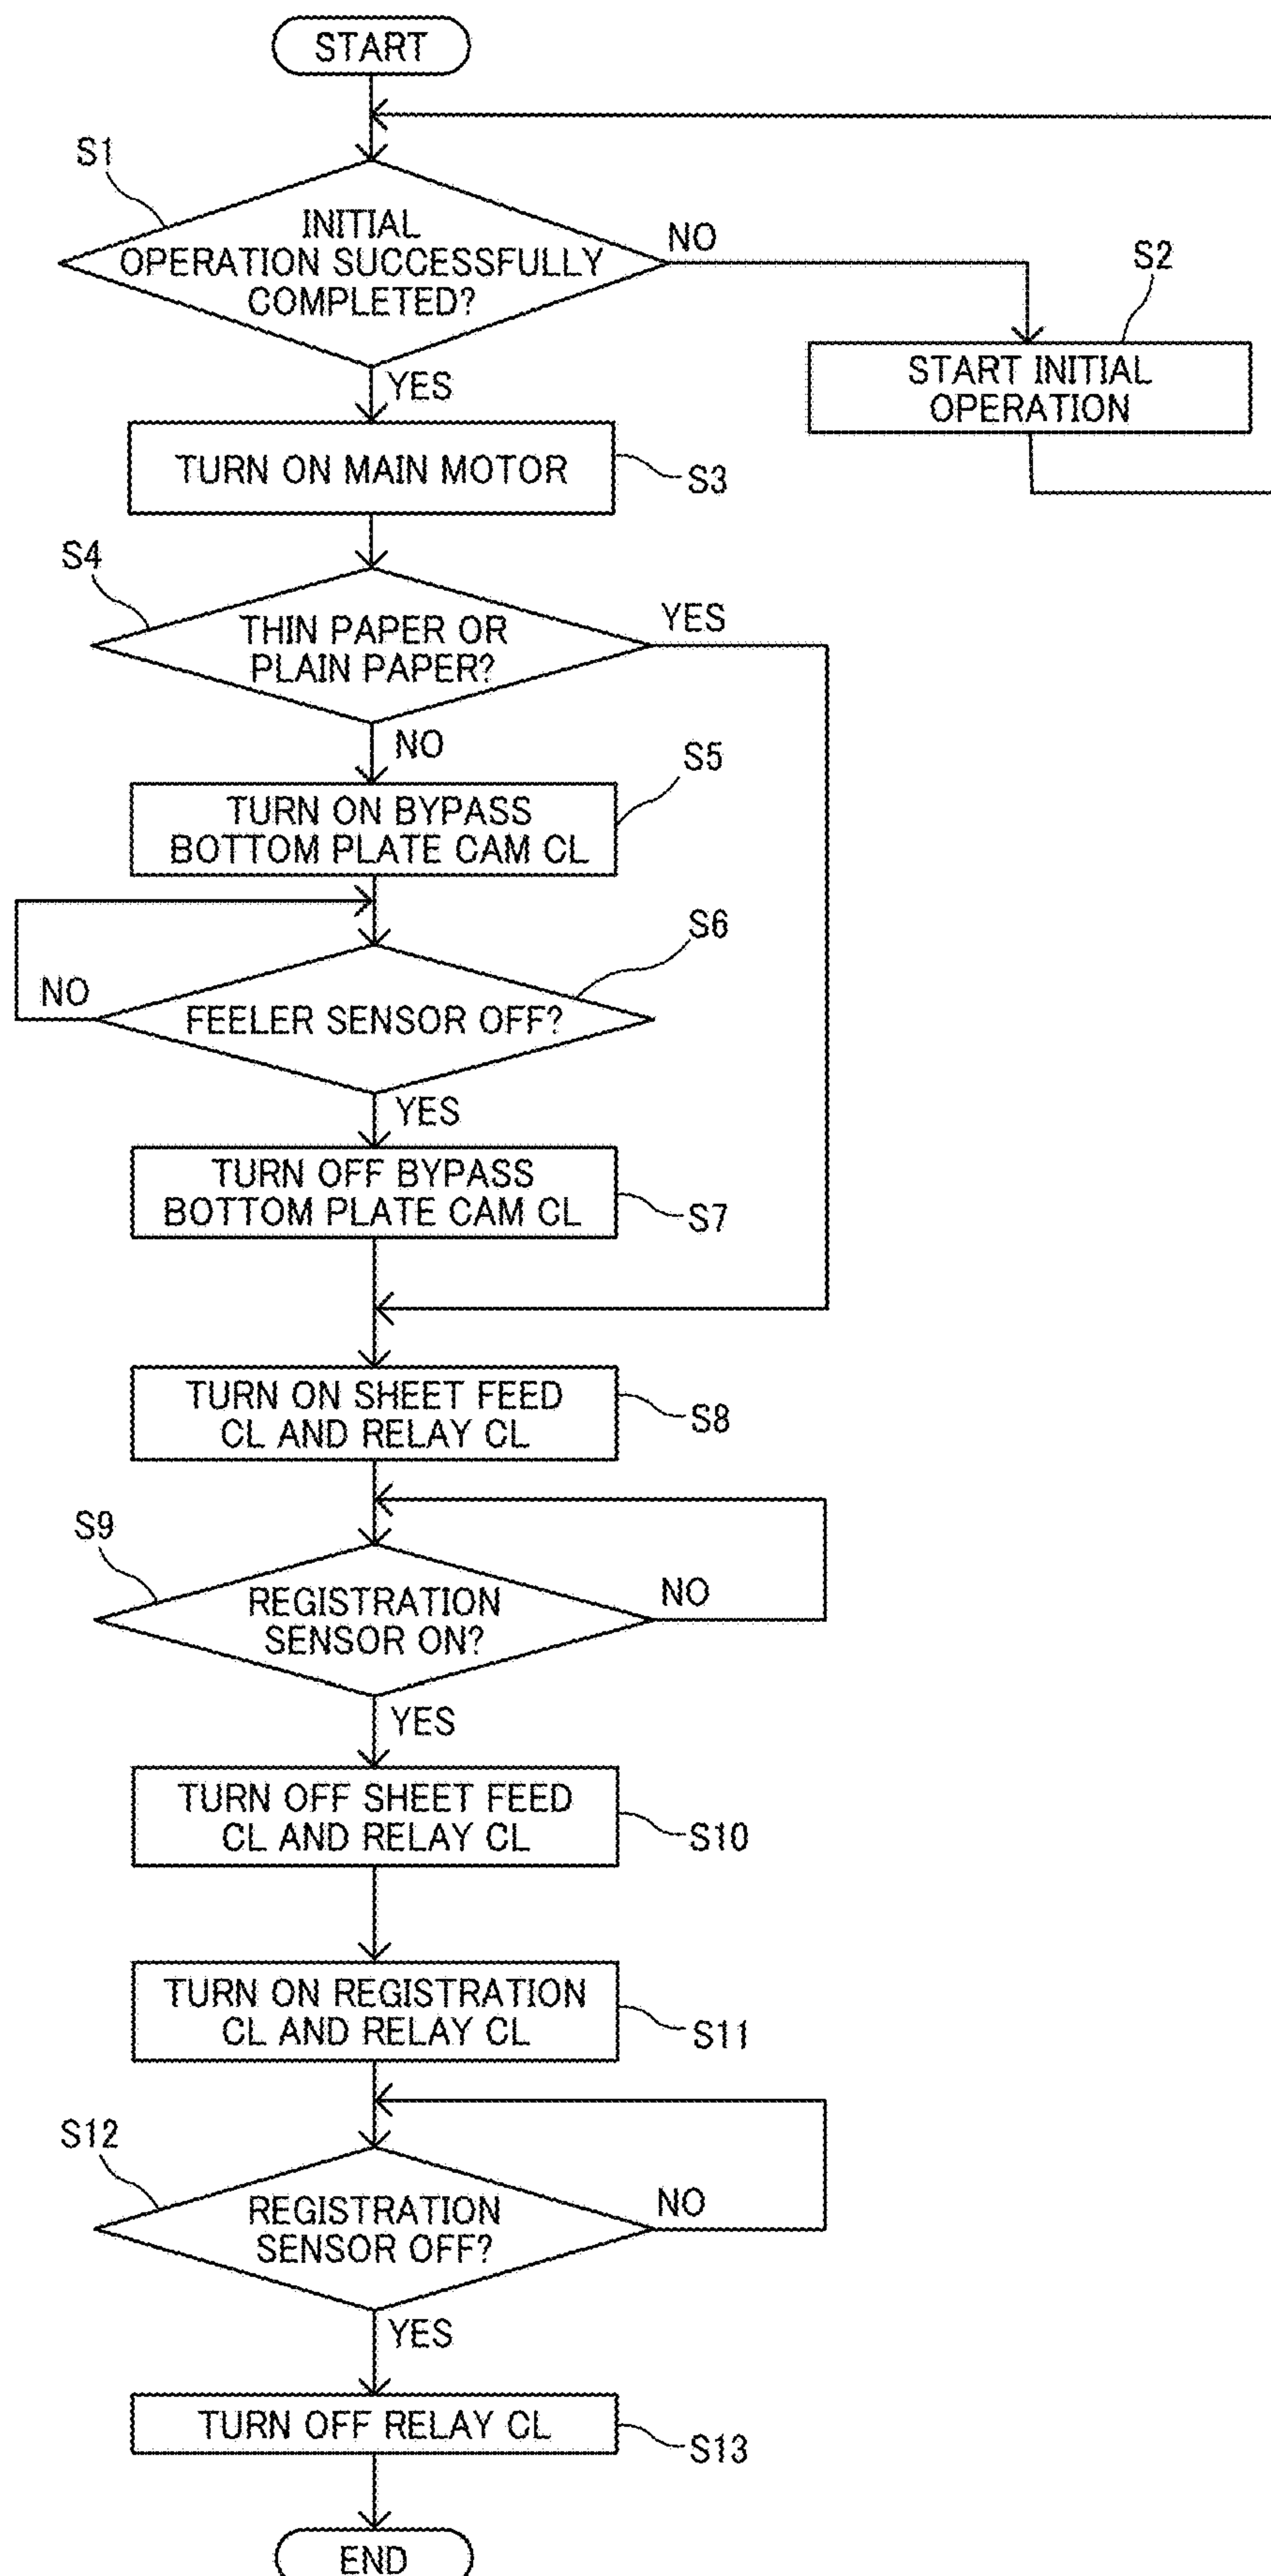 START
S1
INITIAL
OPERATION SUCCESSFULLY
COMPLETED?
NO
S2
START INITIAL
OPERATION
YES
TURN ON MAIN MOTOR
S3
S4
THIN PAPER OR
PLAIN PAPER?
YES
NO
S5
TURN ON BYPASS
BOTTOM PLATE CAM CL
S6
NO
FEELER SENSOR OFF?
YES
TURN OFF BYPASS
BOTTOM PLATE CAM CL
S7
TURN ON SHEET FEED
CL AND RELAY CL
S8
S9
REGISTRATION
SENSOR ON?
NO
YES
TURN OFF SHEET FEED
CL AND RELAY CL
S10
TURN ON REGISTRATION
CL AND RELAY CL
S11
S12
REGISTRATION
SENSOR OFF?
NO
YES
TURN OFF RELAY CL
S13
END